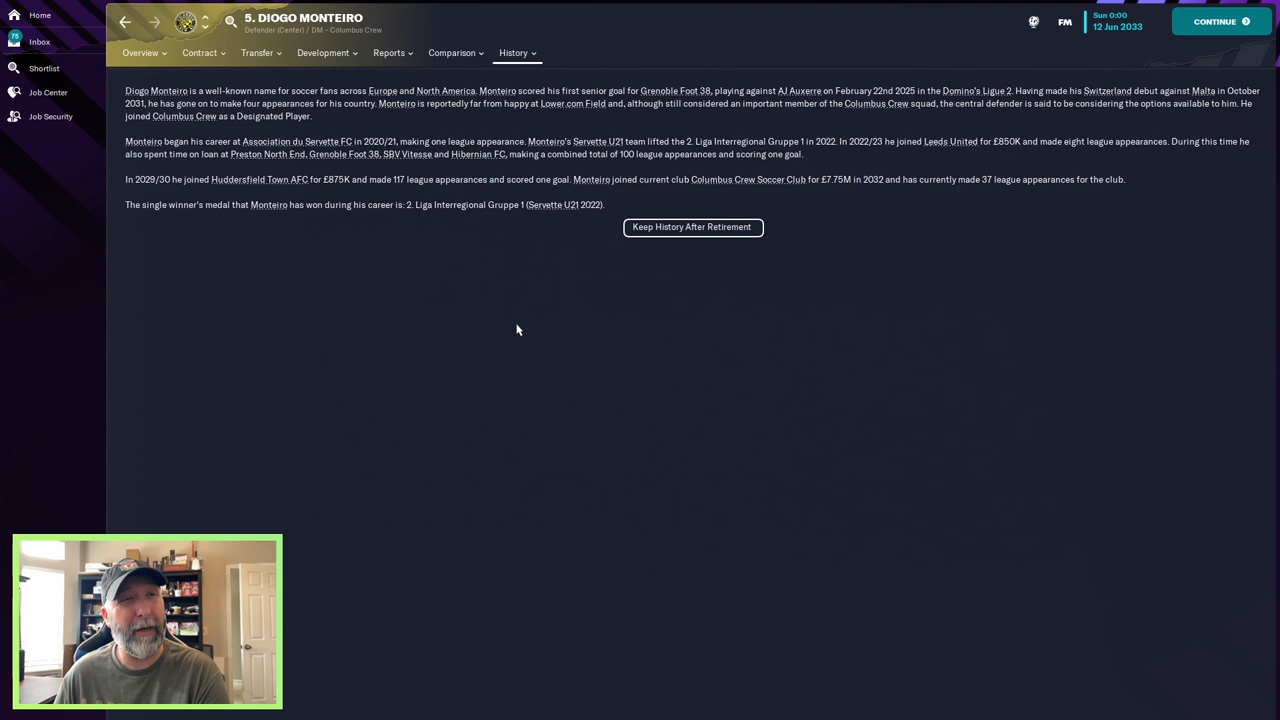 Home
75
Inbox
Shortlist
Job Center
Job Security
5. DIOGO MONTEIRO
Defender (Center) / DM - Columbus Crew
FM
Sun 0:00
12 Jun 2033
CONTINUE
Overview
Contract
Transfer
Development
Reports
Comparison
History
Diogo Monteiro is a well-known name for soccer fans across Europe and North America. Monteiro scored his first senior goal for Grenoble Foot 38, playing against AJ Auxerre on February 22nd 2025 in the Domino's Ligue 2. Having made his Switzerland debut against Malta in October
2031, he has gone on to make four appearances for his country. Monteiro is reportedly far from happy at Lower.com Field and, although still considered an important member of the Columbus Crew squad, the central defender is said to be considering the options available to him. He
joined Columbus Crew as a Designated Player.
Monteiro began his career at Association du Servette FC in 2020/21, making one league appearance. Monteiro's Servette U21 team lifted the 2. Liga Interregional Gruppe 1 in 2022. In 2022/23 he joined Leeds United for £850K and made eight league appearances. During this time he
also spent time on loan at Preston North End, Grenoble Foot 38, SBV Vitesse and Hibernian FC, making a combined total of 100 league appearances and scoring one goal.
In 2029/30 he joined Huddersfield Town AFC for £875K and made 117 league appearances and scored one goal. Monteiro joined current club Columbus Crew Soccer Club for £7.75M in 2032 and has currently made 37 league appearances for the club.
The single winner's medal that Monteiro has won during his career is: 2. Liga Interregional Gruppe 1 (Servette U21 2022).
Keep History After Retirement